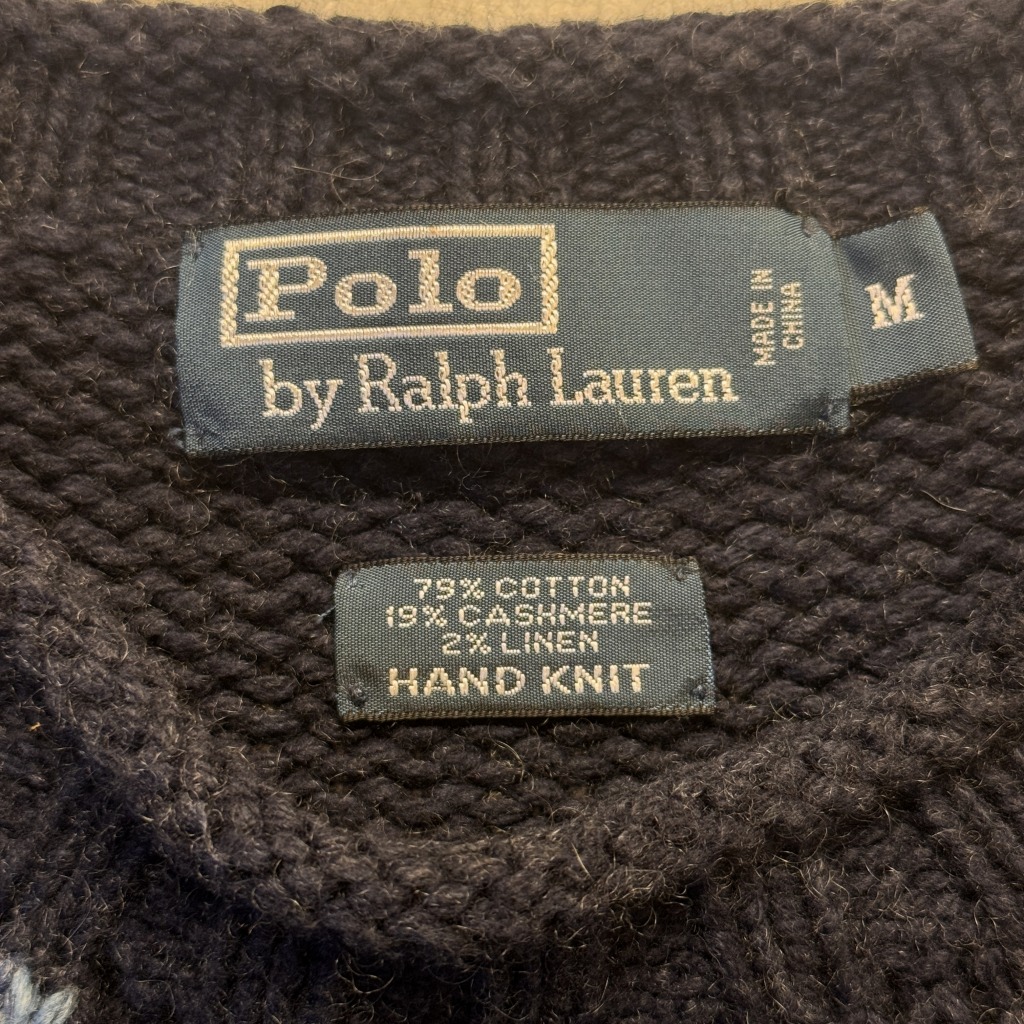 Polo
by Ralph Lauren
MADE IN
CHINA
M
79% COTTON
19% CASHMERE
2% LINEN
HAND KNIT